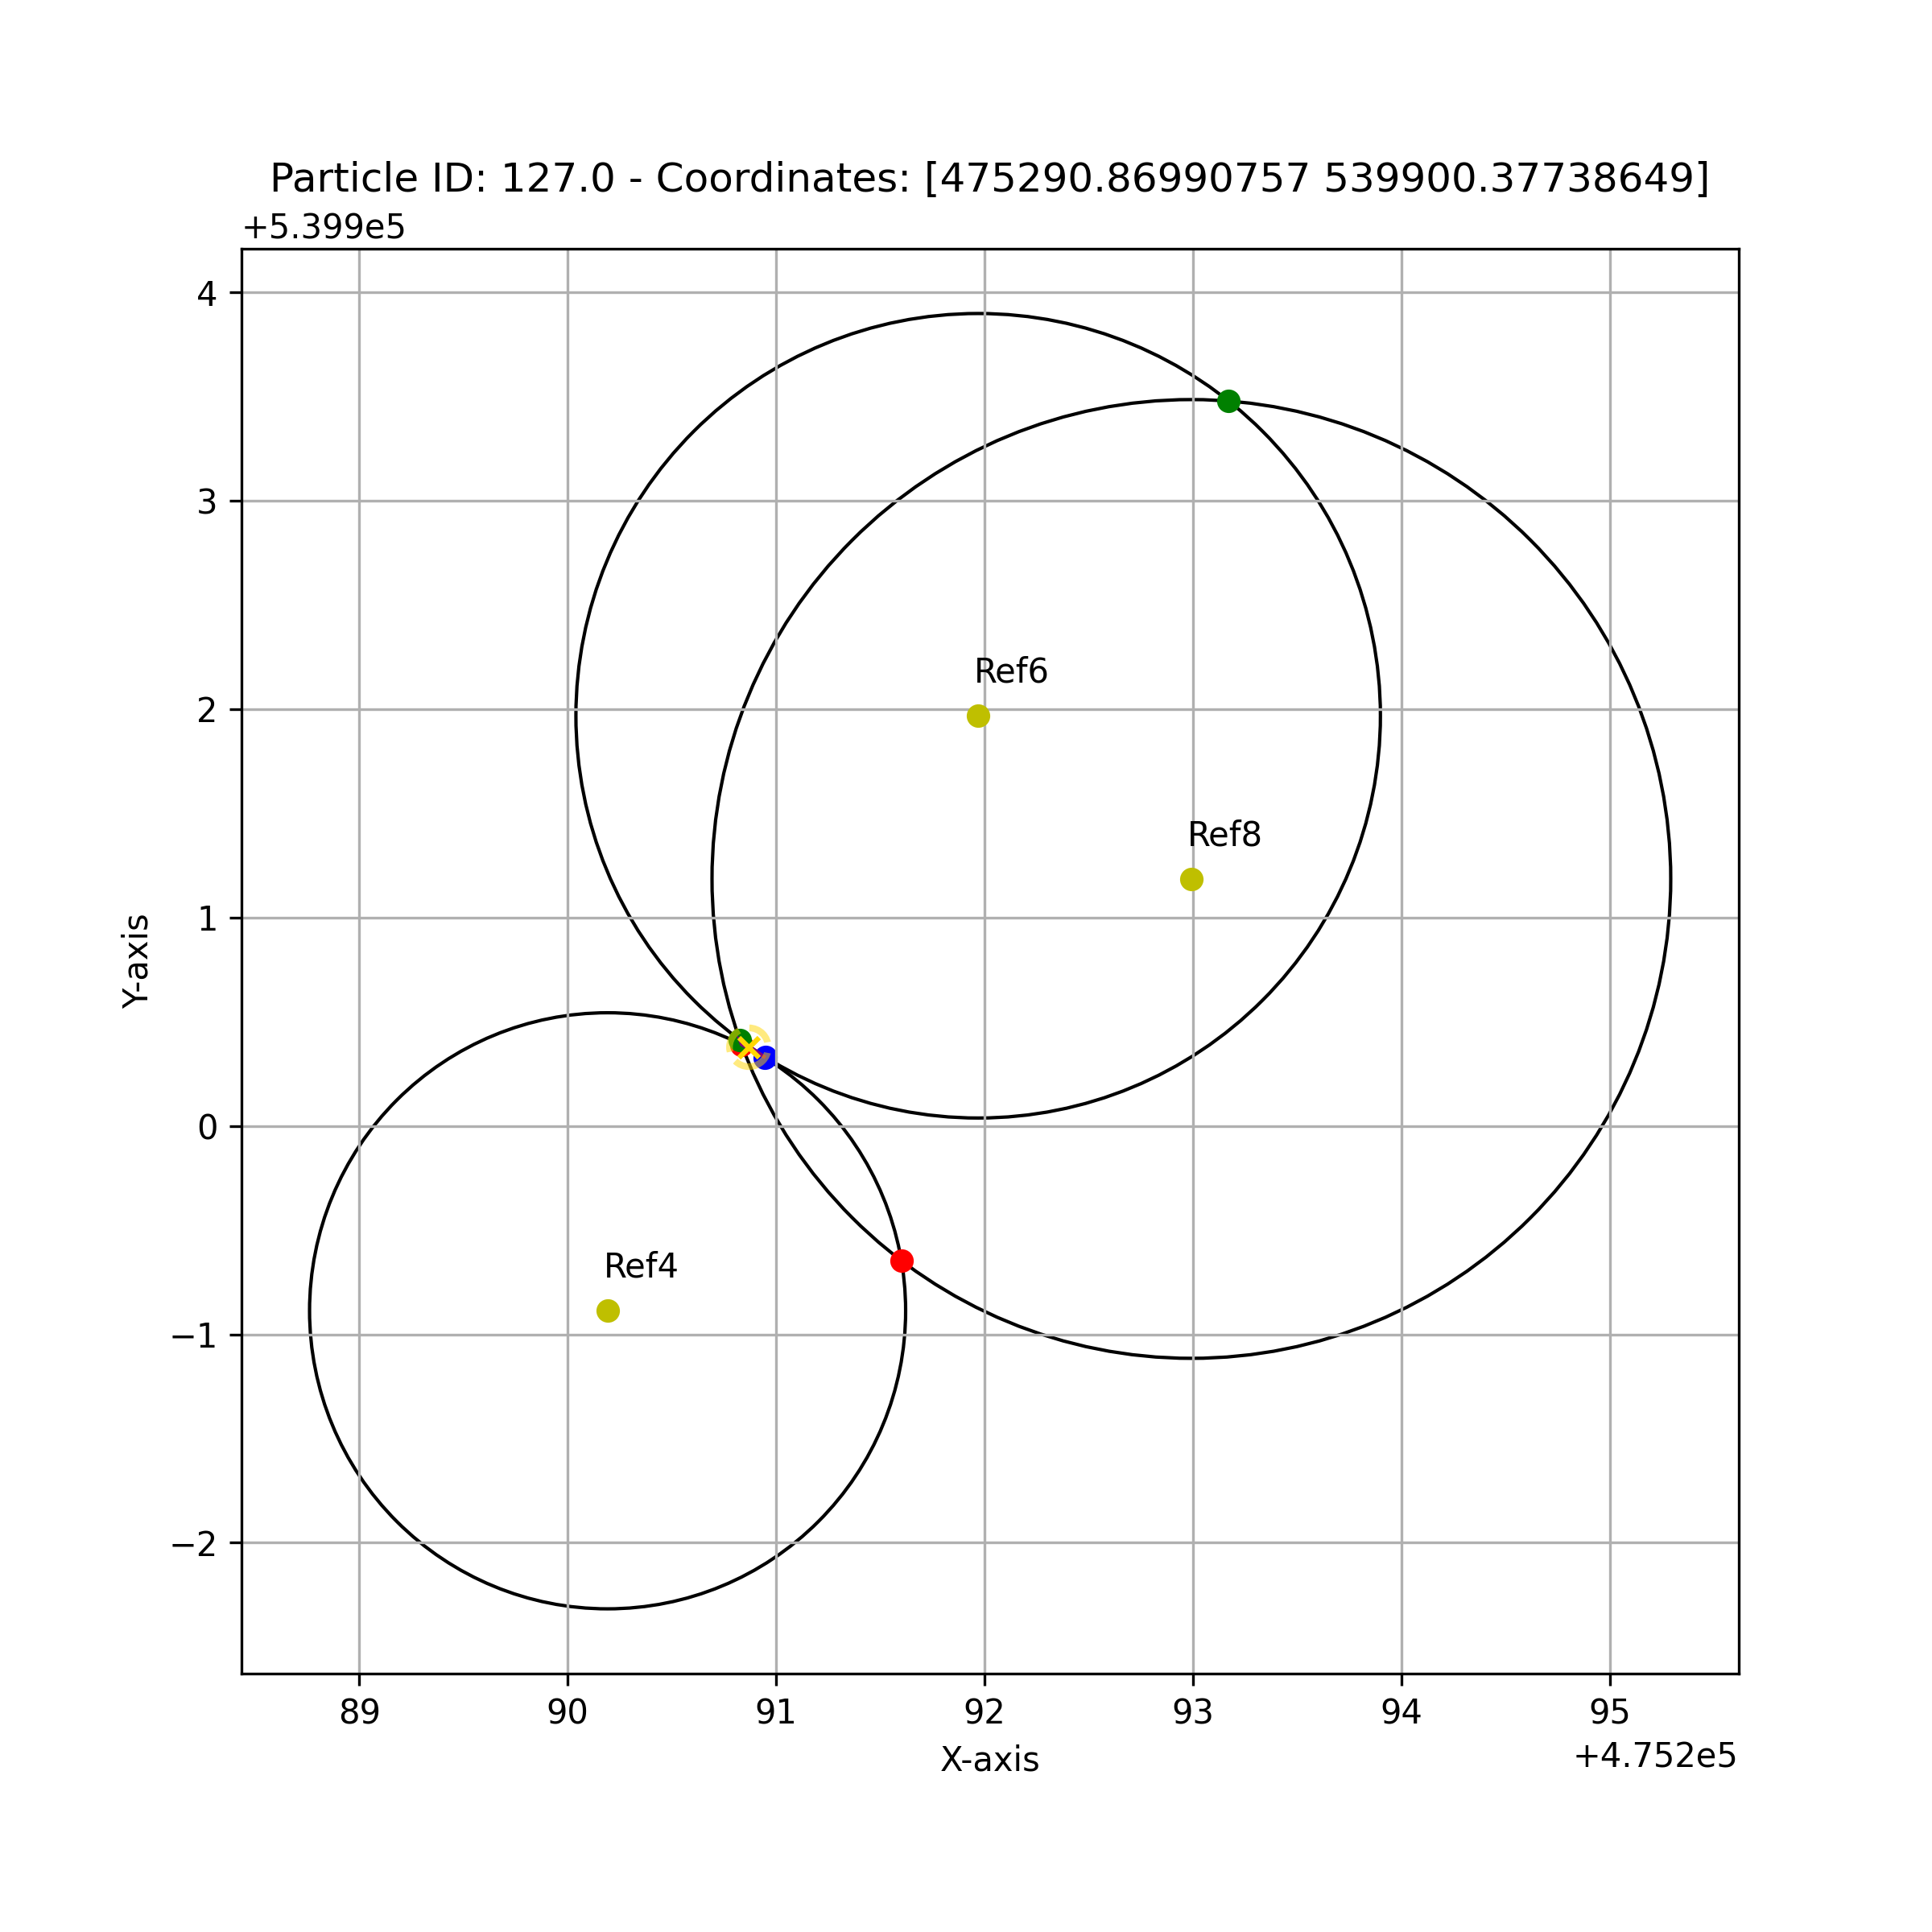 Particle ID: 127.0 - Coordinates: [475290.86990757 539900.37738649]
+5.399e5
4
3
2
1
0
−1
−2
Y-axis
Ref6
Ref8
Ref4
89 90 91 92 93 94 95
X-axis
+4.752e5